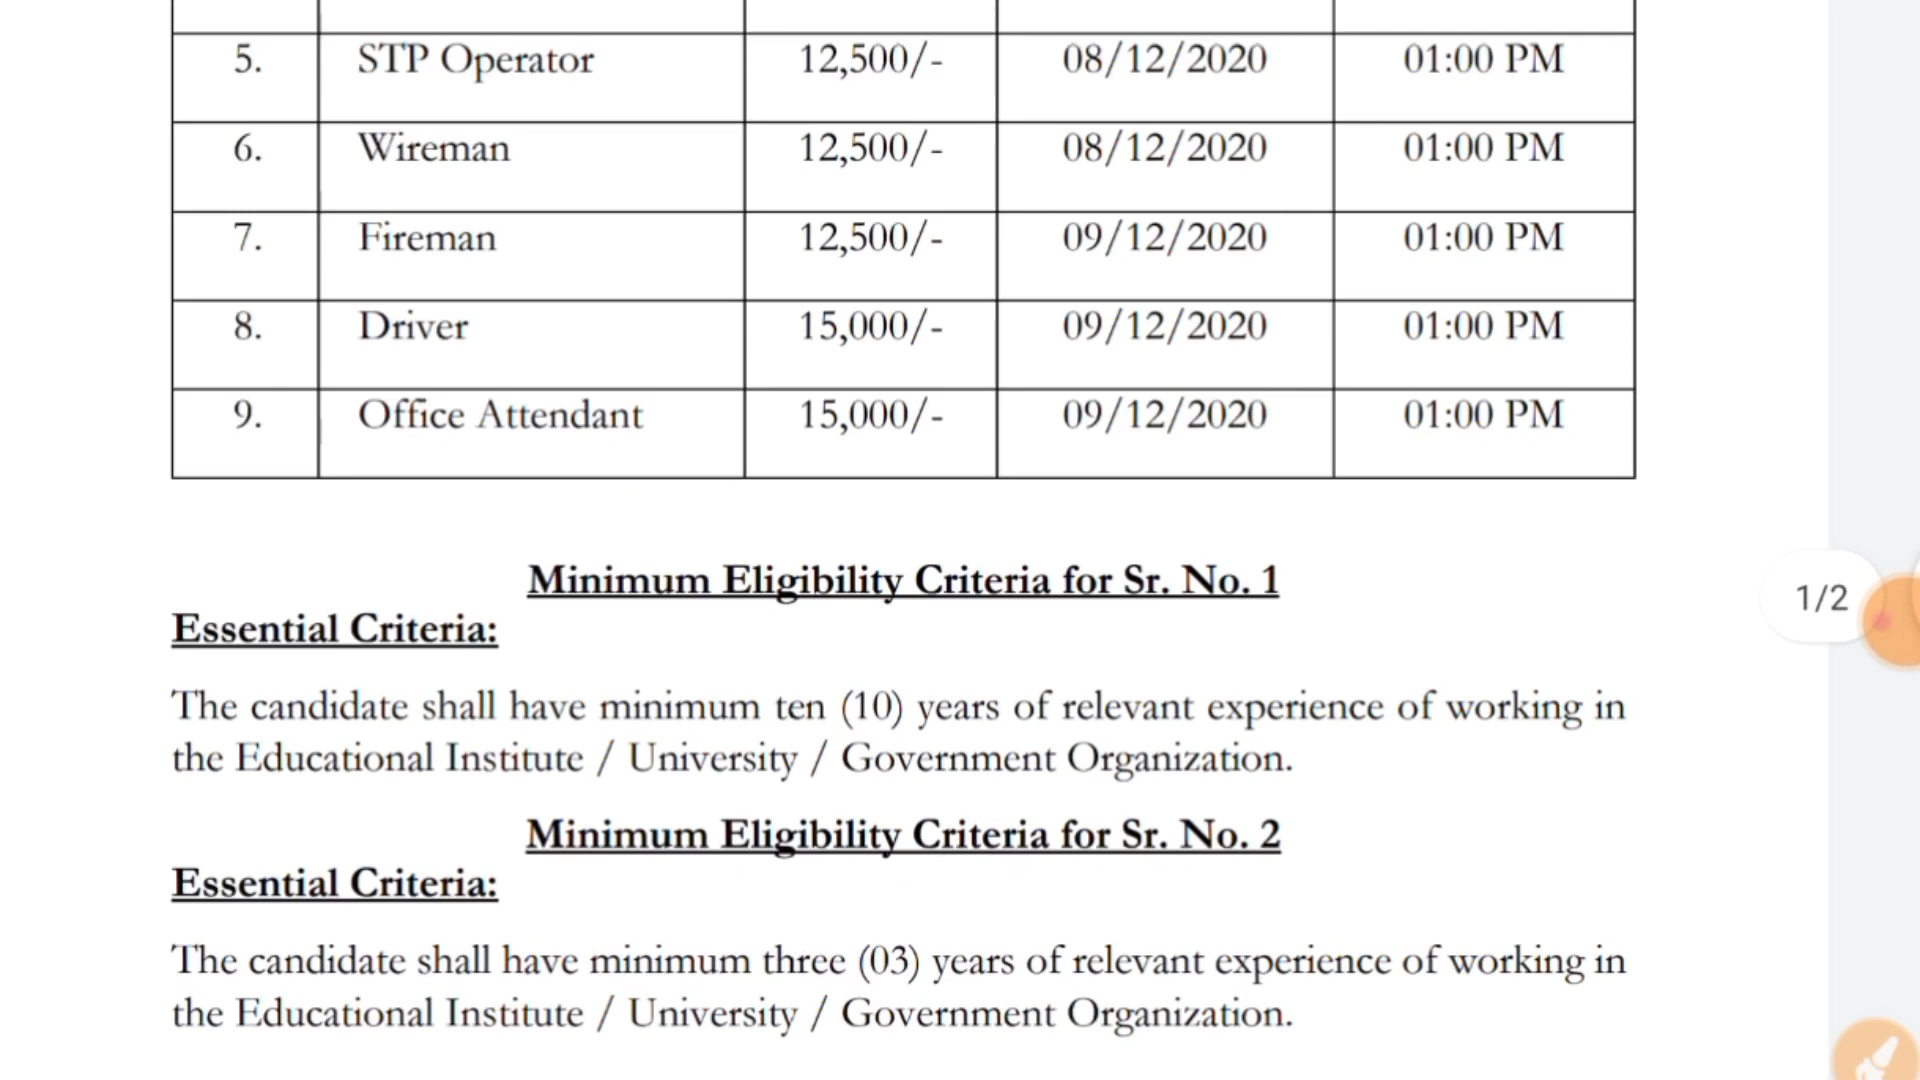 5. STP Operator 12,500/- 08/12/2020 01:00 PM
6. Wireman 12,500/- 08/12/2020 01:00 PM
7. Fireman 12,500/- 09/12/2020 01:00 PM
8. Driver 15,000/- 09/12/2020 01:00 PM
9. Office Attendant 15,000/- 09/12/2020 01:00 PM
Minimum Eligibility Criteria for Sr. No. 1
Essential Criteria:
1/2
The candidate shall have minimum ten (10) years of relevant experience of working in
the Educational Institute / University / Government Organization.
Minimum Eligibility Criteria for Sr. No. 2
Essential Criteria:
The candidate shall have minimum three (03) years of relevant experience of working in
the Educational Institute / University / Government Organization.